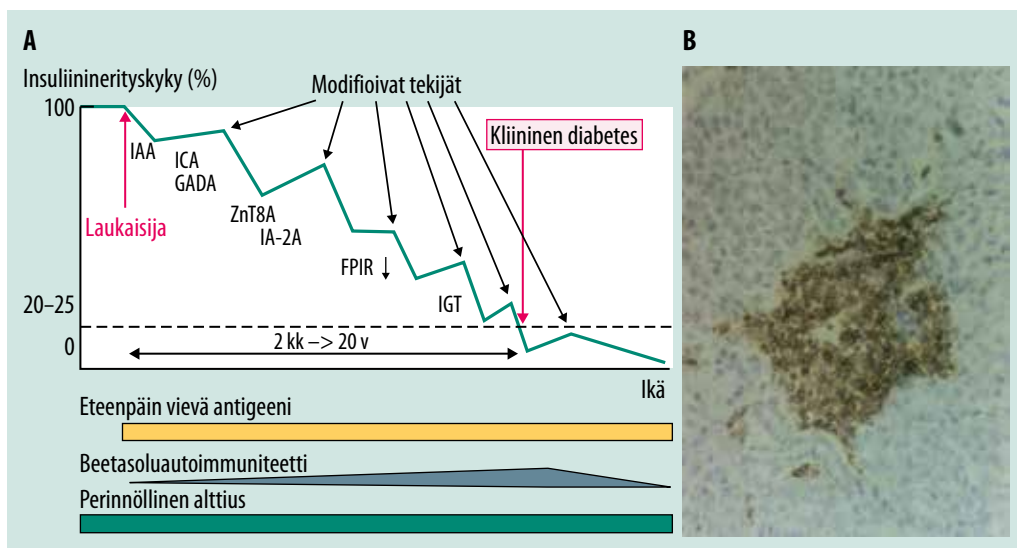 A
B
Insuliininerityskyky (%)
Modifioivat tekijät
100
Kliininen diabetes
IAA
ICA
GADA
Laukaisija
ZnT8A
IA-2A
FPIR ↓
IGT
20–25
2 kk –> 20 v
0
Ikä
Eteenpäin vievä antigeeni
Beetasoluautoimmuniteetti
Perinnöllinen alttius